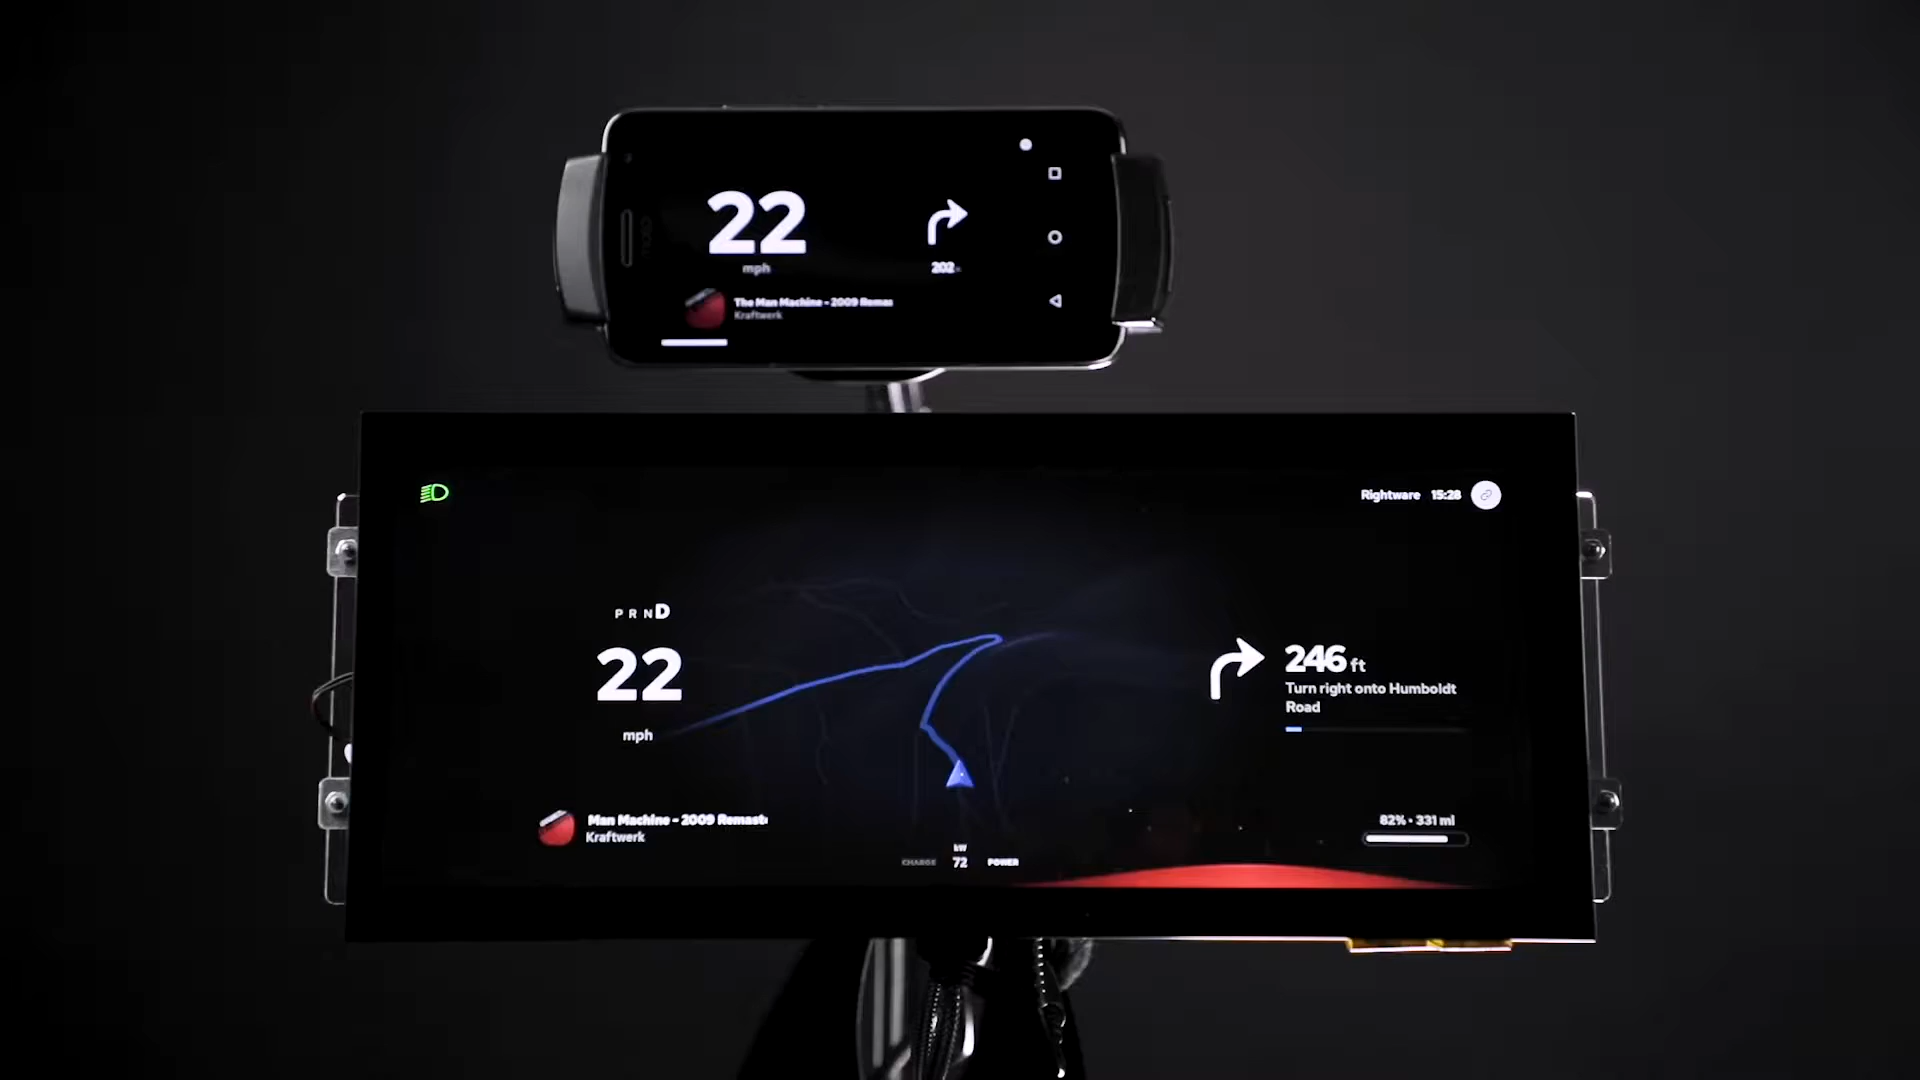 22
mph
202
The Man Machine - 2009 Remas
Kraftwerk
Rightware 15:28
P R N D
22
mph
246 ft
Turn right onto Humboldt
Road
Man Machine - 2009 Remast
Kraftwerk
82% • 331 mi
kW
CHARGE 72 POWER